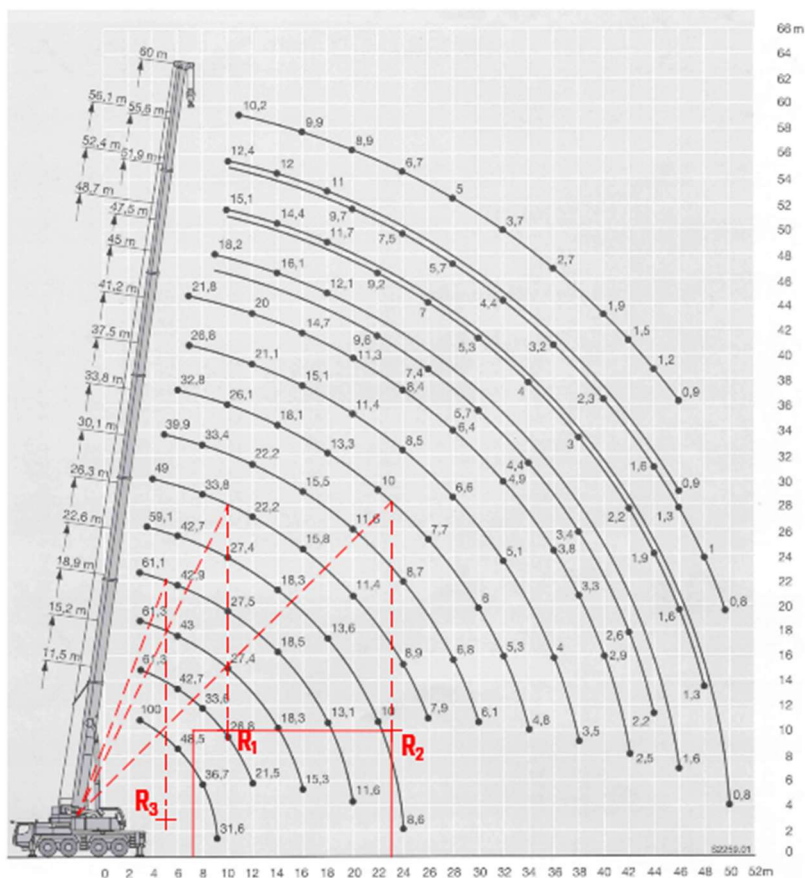 66 m
60 m
64
62
56,1 m 55,6 m
60
10,2 9,9 8,9 6,7 5 3,7 2,7 1,9 1,5 1,2 0,9
58
52,4 m 51,9 m
56
12,4 12 11 9,7 7,5 5,7 4,4 3,2 2,3 1,6 0,9
54
48,7 m
52
47,5 m
15,1 14,4 11,7 9,2 7 5,3 4 3 2,2 1,9 1,6 1,3 1 0,8
50
45 m
48
18,2 16,1 12,1 9,6 7,4 5,7 4,4 3,4 2,6 2,2 1,6 1,3 0,8
46
41,2 m
44
21,8 20 14,7 11,3 8,4 6,4 4,9 3,8 3,3 2,9 2,5
42
37,5 m
40
26,8 21,1 15,1 11,4 8,5 6,6 5,1 4 3,5
38
33,8 m
36
32,8 26,1 18,1 13,3 10 7,7 6 5,3 4,8
34
30,1 m
32
39,9 33,4 22,2 15,5 11,6 8,7 6,8 6,1
30
26,3 m
28
49 33,8 22,2 15,8 11,4 8,9 7,9
26
22,6 m
24
59,1 42,7 27,4 18,3 13,6 10 8,6
22
18,9 m
20
61,1 42,9 27,5 18,5 13,1 11,6
18
15,2 m
16
61,3 43 27,4 18,3 15,3
14
11,5 m
12
61,3 42,7 33,6 28,8 21,5
10
100 48,5 36,7 31,6
8
R1
R2
6
R3
4
2
S2259.01
0
0 2 4 6 8 10 12 14 16 18 20 22 24 26 28 30 32 34 36 38 40 42 44 46 48 50 52m